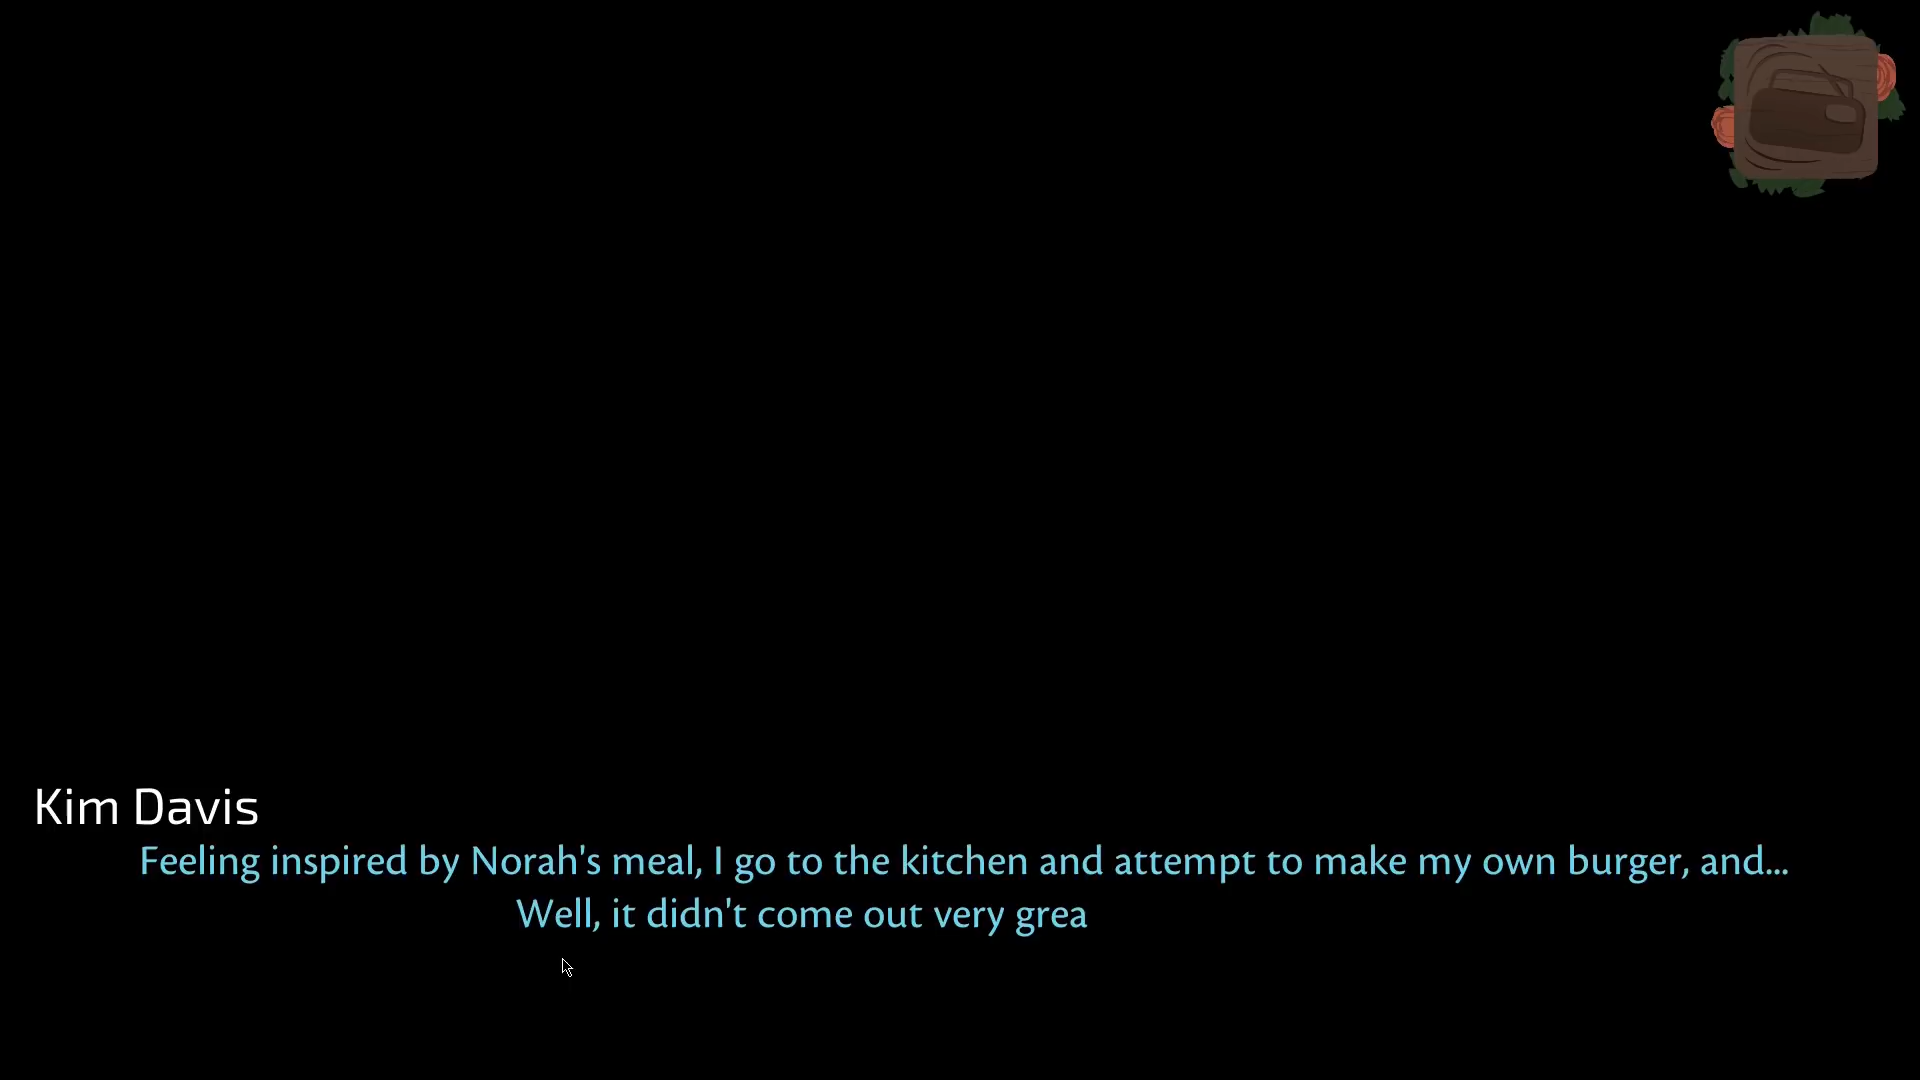 Kim Davis
Feeling inspired by Norah's meal, I go to the kitchen and attempt to make my own burger, and...
Well, it didn't come out very grea